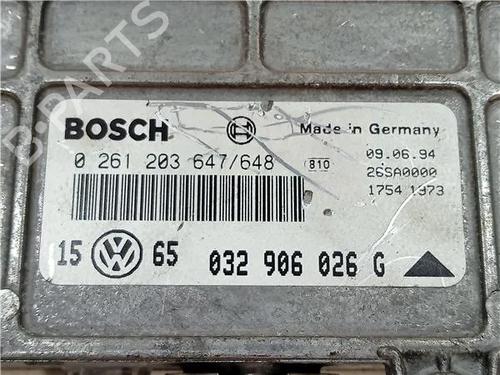 B-PARTS
BOSCH
Made in Germany
0 261 203 647/648
810
09.06.94
26SA0000
1754 1973
15 VW 65 032 906 026 G